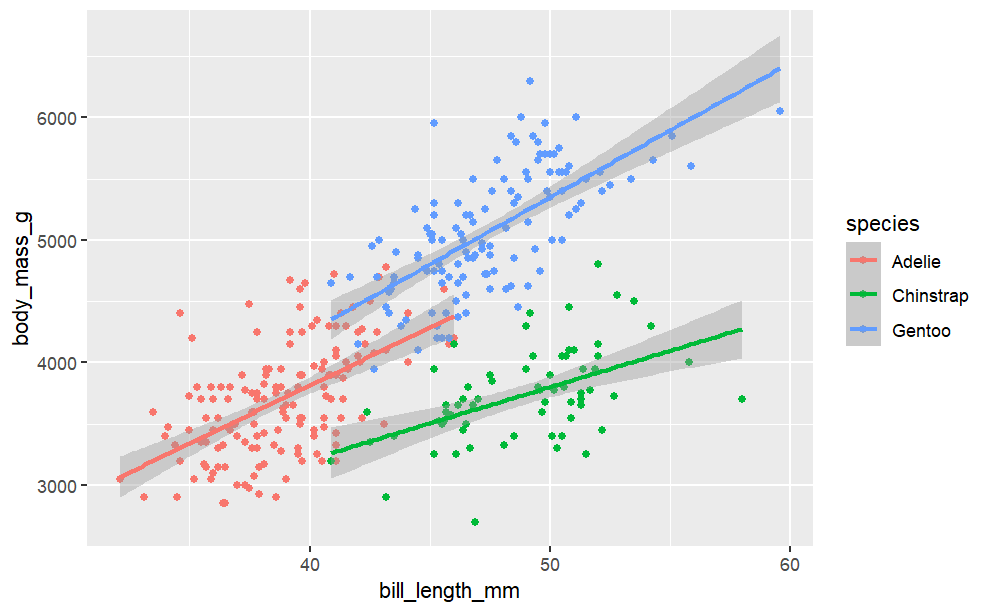 body_mass_g
6000
5000
4000
3000
40
50
60
bill_length_mm
species
Adelie
Chinstrap
Gentoo